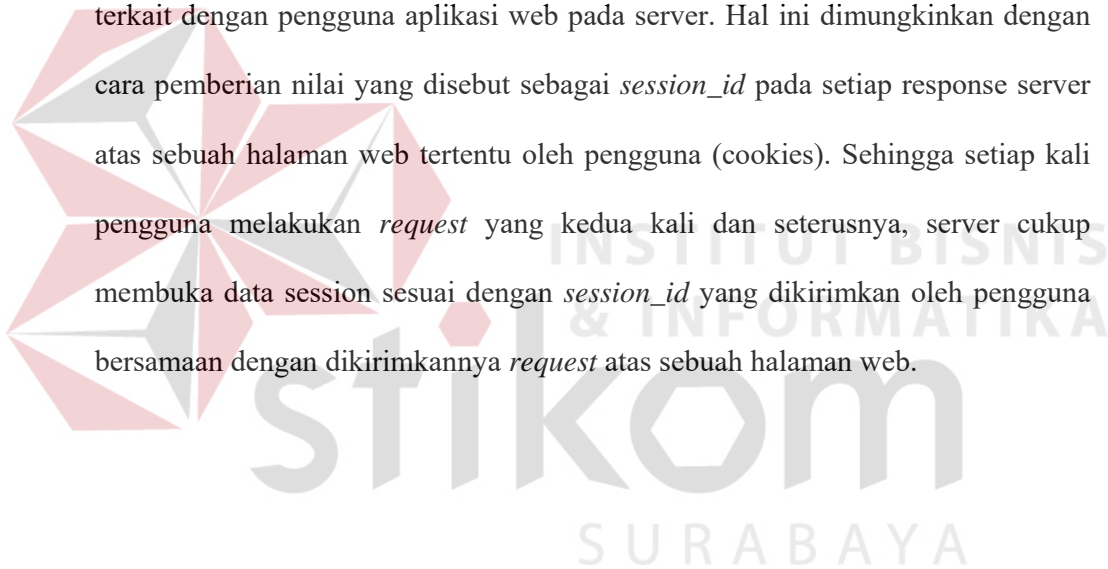 terkait dengan pengguna aplikasi web pada server. Hal ini dimungkinkan dengan
cara pemberian nilai yang disebut sebagai session_id pada setiap response server
atas sebuah halaman web tertentu oleh pengguna (cookies). Sehingga setiap kali
pengguna melakukan request yang kedua kali dan seterusnya, server cukup
membuka data session sesuai dengan session_id yang dikirimkan oleh pengguna
bersamaan dengan dikirimkannya request atas sebuah halaman web.
INSTITUT BISNIS
& INFORMATIKA
stikom
SURABAYA